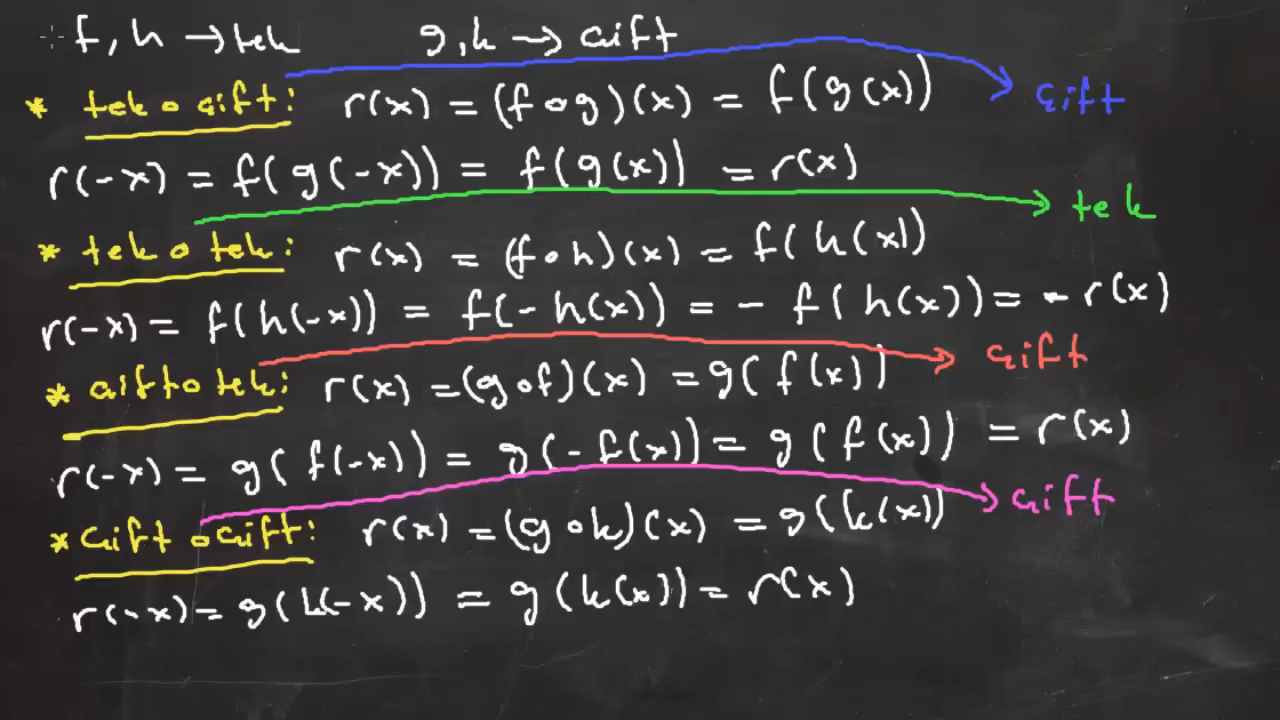 f, h → tek g, k → çift
* tek o çift: r(x) = (f o g)(x) = f(g(x)) → çift
r(-x) = f(g(-x)) = f(g(x)) = r(x)
* tek o tek: r(x) = (f o h)(x) = f(h(x)) → tek
r(-x) = f(h(-x)) = f(-h(x)) = - f(h(x)) = - r(x)
* çift o tek: r(x) = (g o f)(x) = g(f(x)) → çift
r(-x) = g(f(-x)) = g(-f(x)) = g(f(x)) = r(x)
* çift o çift: r(x) = (g o k)(x) = g(k(x)) → çift
r(-x) = g(k(-x)) = g(k(x)) = r(x)